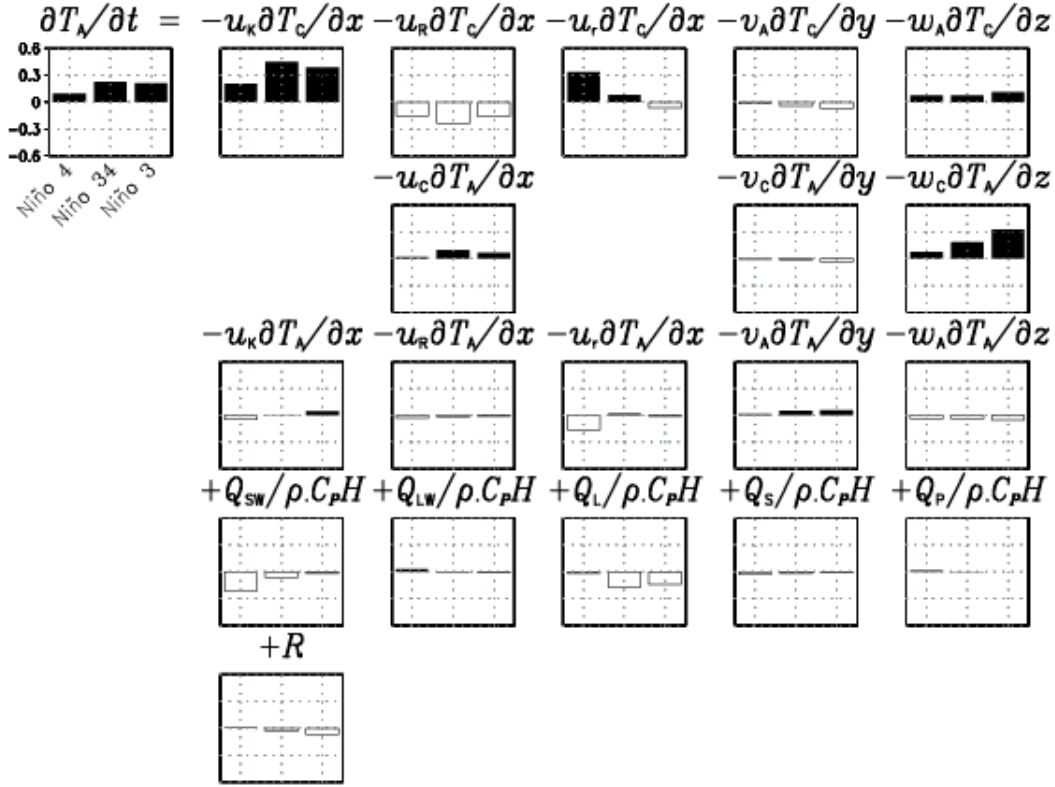 ∂T_A/∂t = −u_K∂T_C/∂x −u_R∂T_C/∂x −u_r∂T_C/∂x −v_A∂T_C/∂y −w_A∂T_C/∂z
0.6
0.3
0
−0.3
−0.6
Niño 4 Niño 34 Niño 3
−u_C∂T_A/∂x −v_C∂T_A/∂y −w_C∂T_A/∂z
−u_K∂T_A/∂x −u_R∂T_A/∂x −u_r∂T_A/∂x −v_A∂T_A/∂y −w_A∂T_A/∂z
+Q_SW/ρ.C_PH +Q_LW/ρ.C_PH +Q_L/ρ.C_PH +Q_S/ρ.C_PH +Q_P/ρ.C_PH
+R